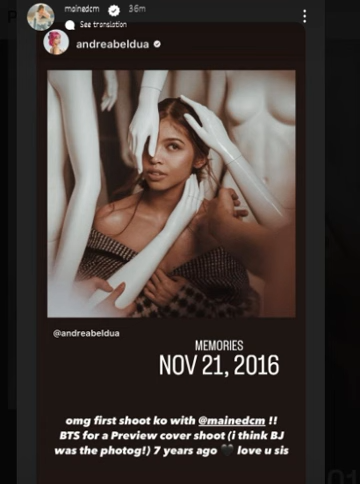 mainedcm 36m
See translation
andreabeldua
@andreabeldua
MEMORIES
NOV 21, 2016
omg first shoot ko with @mainedcm !!
BTS for a Preview cover shoot (i think BJ
was the photog!) 7 years ago 🖤 love u sis